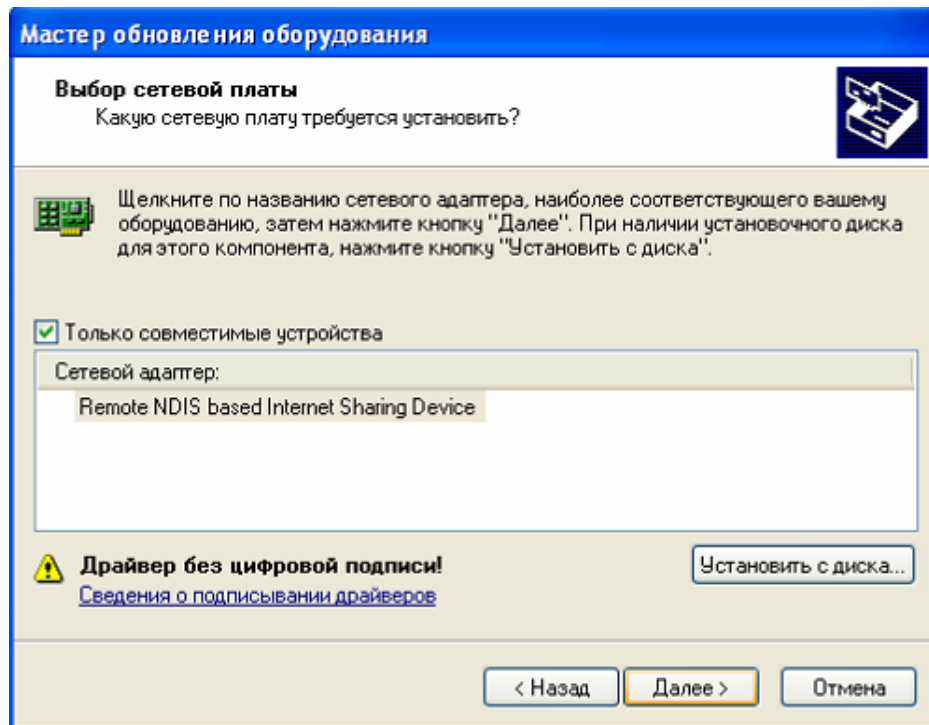 Мастер обновления оборудования
Выбор сетевой платы
Какую сетевую плату требуется установить?
Щелкните по названию сетевого адаптера, наиболее соответствующего вашему
оборудованию, затем нажмите кнопку "Далее". При наличии установочного диска
для этого компонента, нажмите кнопку "Установить с диска".
Только совместимые устройства
Сетевой адаптер:
Remote NDIS based Internet Sharing Device
Драйвер без цифровой подписи!
Установить с диска...
Сведения о подписывании драйверов
< Назад
Далее >
Отмена